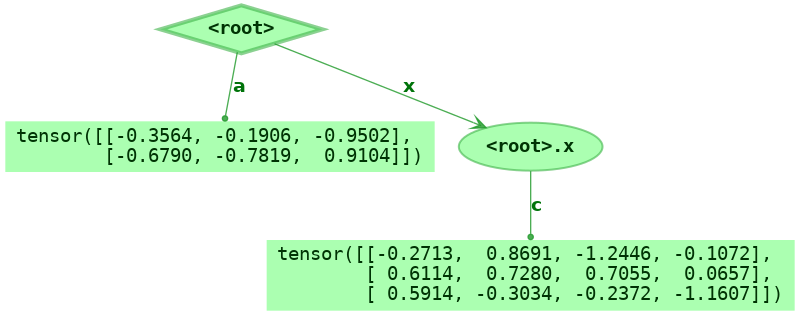 <root>
a
x
tensor([[-0.3564, -0.1906, -0.9502],
        [-0.6790, -0.7819,  0.9104]])
<root>.x
c
tensor([[-0.2713,  0.8691, -1.2446, -0.1072],
        [ 0.6114,  0.7280,  0.7055,  0.0657],
        [ 0.5914, -0.3034, -0.2372, -1.1607]])